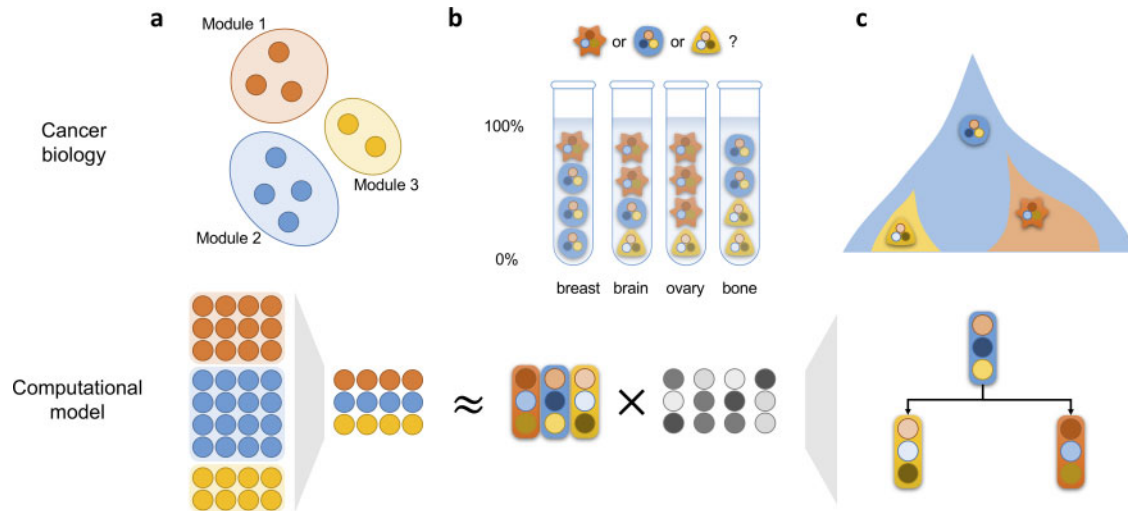 a
b
c
Module 1
Module 2
Module 3
or or ?
Cancer
biology
100%
0%
breast brain ovary bone
Computational
model
≈ ×